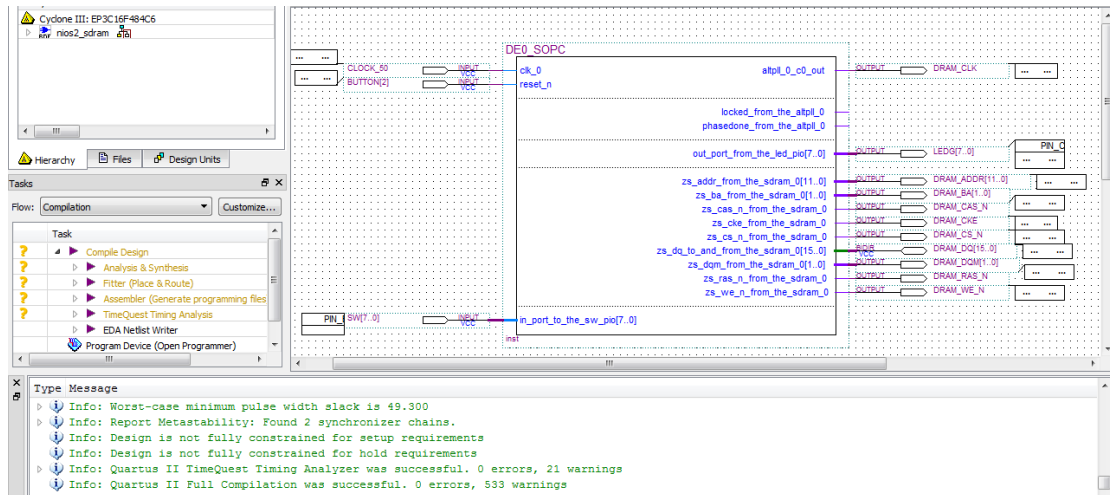 Cyclone III: EP3C16F484C6
nios2_sdram
Hierarchy Files Design Units
Tasks
Flow: Compilation Customize...
Task
Compile Design
Analysis & Synthesis
Fitter (Place & Route)
Assembler (Generate programming files
TimeQuest Timing Analysis
EDA Netlist Writer
Program Device (Open Programmer)
DE0_SOPC
CLOCK_50 INPUT VCC clk_0 altpll_0_c0_out OUTPUT DRAM_CLK
BUTTON[2] INPUT VCC reset_n
locked_from_the_altpll_0
phasedone_from_the_altpll_0
out_port_from_the_led_pio[7..0] OUTPUT LEDG[7..0] PIN_C
zs_addr_from_the_sdram_0[11..0] OUTPUT DRAM_ADDR[11..0]
zs_ba_from_the_sdram_0[1..0] OUTPUT DRAM_BA[1..0]
zs_cas_n_from_the_sdram_0 OUTPUT DRAM_CAS_N
zs_cke_from_the_sdram_0 OUTPUT DRAM_CKE
zs_cs_n_from_the_sdram_0 OUTPUT DRAM_CS_N
zs_dq_to_and_from_the_sdram_0[15..0] BIDIR VCC DRAM_DQ[15..0]
zs_dqm_from_the_sdram_0[1..0] OUTPUT DRAM_DQM[1..0]
zs_ras_n_from_the_sdram_0 OUTPUT DRAM_RAS_N
zs_we_n_from_the_sdram_0 OUTPUT DRAM_WE_N
SW[7..0] INPUT VCC in_port_to_the_sw_pio[7..0]
inst
Type Message
Info: Worst-case minimum pulse width slack is 49.300
Info: Report Metastability: Found 2 synchronizer chains.
Info: Design is not fully constrained for setup requirements
Info: Design is not fully constrained for hold requirements
Info: Quartus II TimeQuest Timing Analyzer was successful. 0 errors, 21 warnings
Info: Quartus II Full Compilation was successful. 0 errors, 533 warnings